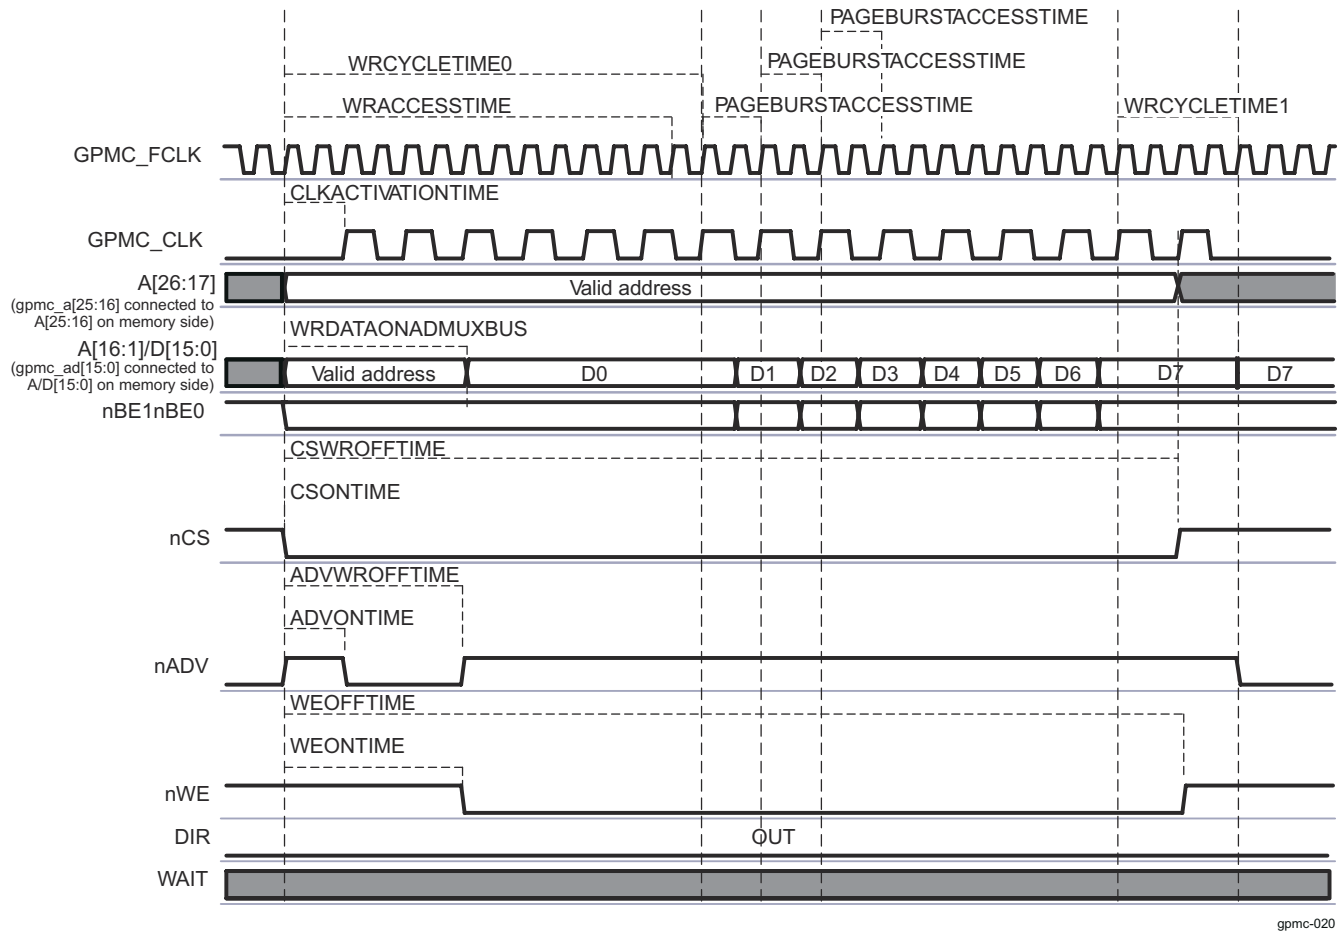 PAGEBURSTACCESSTIME
WRCYCLETIME0
PAGEBURSTACCESSTIME
WRACCESSTIME
PAGEBURSTACCESSTIME
WRCYCLETIME1
GPMC_FCLK
CLKACTIVATIONTIME
GPMC_CLK
A[26:17]
(gpmc_a[25:16] connected to
A[25:16] on memory side)
Valid address
WRDATAONADMUXBUS
A[16:1]/D[15:0]
(gpmc_ad[15:0] connected to
A/D[15:0] on memory side)
Valid address D0 D1 D2 D3 D4 D5 D6 D7 D7
nBE1nBE0
CSWROFFTIME
CSONTIME
nCS
ADVWROFFTIME
ADVONTIME
nADV
WEOFFTIME
WEONTIME
nWE
DIR OUT
WAIT
gpmc-020